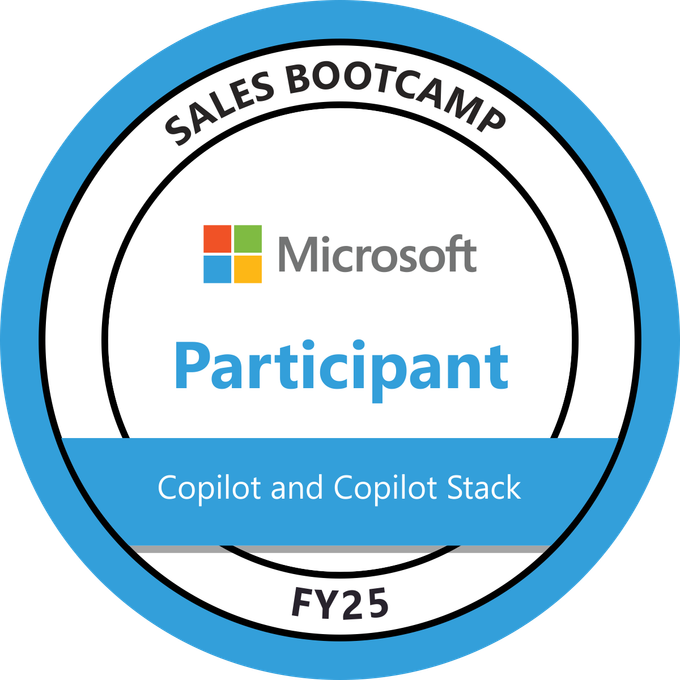 SALES BOOTCAMP
Microsoft
Participant
Copilot and Copilot Stack
FY25